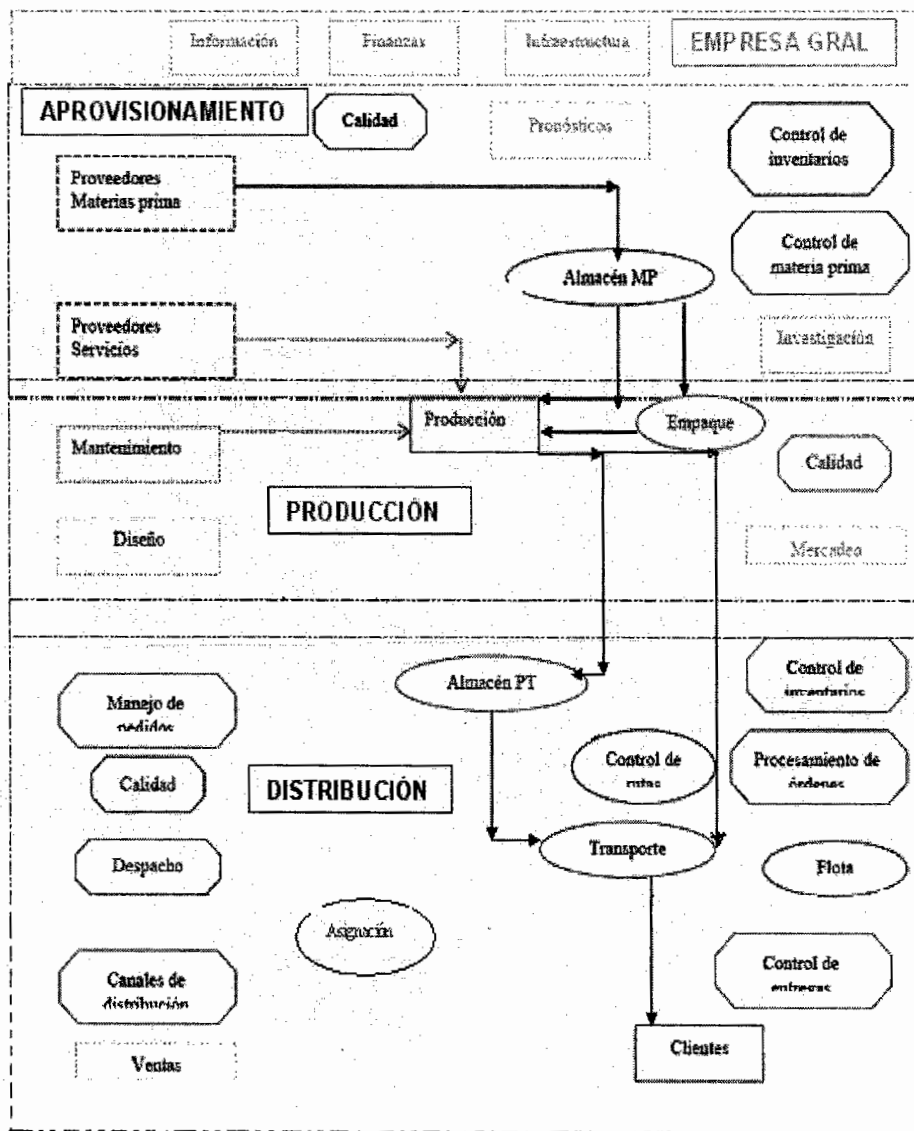 Información
Finanzas
Infraestructura
EMPRESA GRAL
APROVISIONAMIENTO
Calidad
Pronósticos
Control de
inventarios
Proveedores
Materias prima
Control de
materia prima
Almacén MP
Proveedores
Servicios
Investigación
Producción
Empaque
Mantenimiento
Calidad
PRODUCCIÓN
Diseño
Mercadeo
Almacén PT
Control de
inventarios
Manejo de
pedidos
Control de
rutas
Procesamiento de
órdenes
Calidad
DISTRIBUCIÓN
Transporte
Despacho
Flota
Asignación
Canales de
distribución
Control de
entregas
Clientes
Ventas